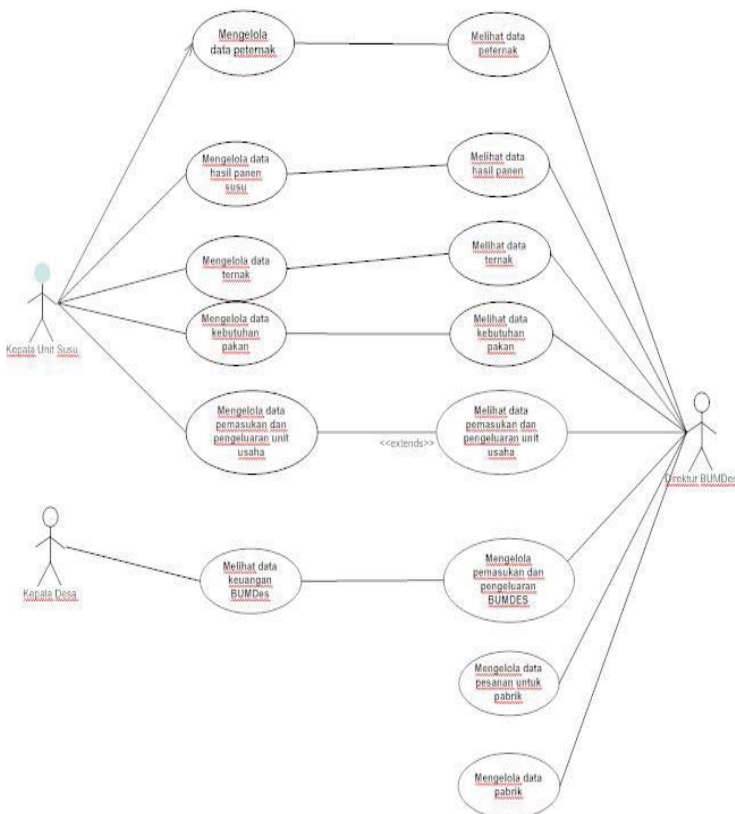 Mengelola
data peternak
Melihat data
peternak
Mengelola data
hasil panen
susu
Melihat data
hasil panen
Mengelola data
ternak
Melihat data
ternak
Kepala Unit Susu
Mengelola data
kebutuhan
pakan
Melihat data
kebutuhan
pakan
Mengelola data
pemasukan dan
pengeluaran unit
usaha
<<extends>>
Melihat data
pemasukan dan
pengeluaran unit
usaha
Direktur BUMDes
Kepala Desa
Melihat data
keuangan
BUMDes
Mengelola
pemasukan dan
pengeluaran
BUMDES
Mengelola data
pesanan untuk
pabrik
Mengelola data
pabrik